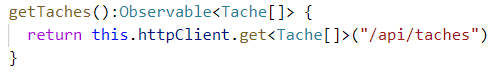 getTaches():Observable<Tache[]> {
  return this.httpClient.get<Tache[]>("/api/taches")
}